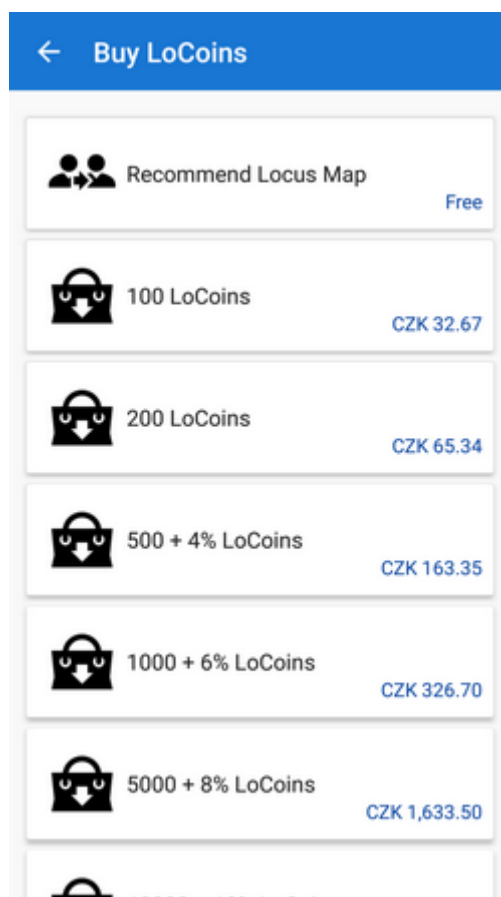 Buy LoCoins
Recommend Locus Map
Free
100 LoCoins
CZK 32.67
200 LoCoins
CZK 65.34
500 + 4% LoCoins
CZK 163.35
1000 + 6% LoCoins
CZK 326.70
5000 + 8% LoCoins
CZK 1,633.50